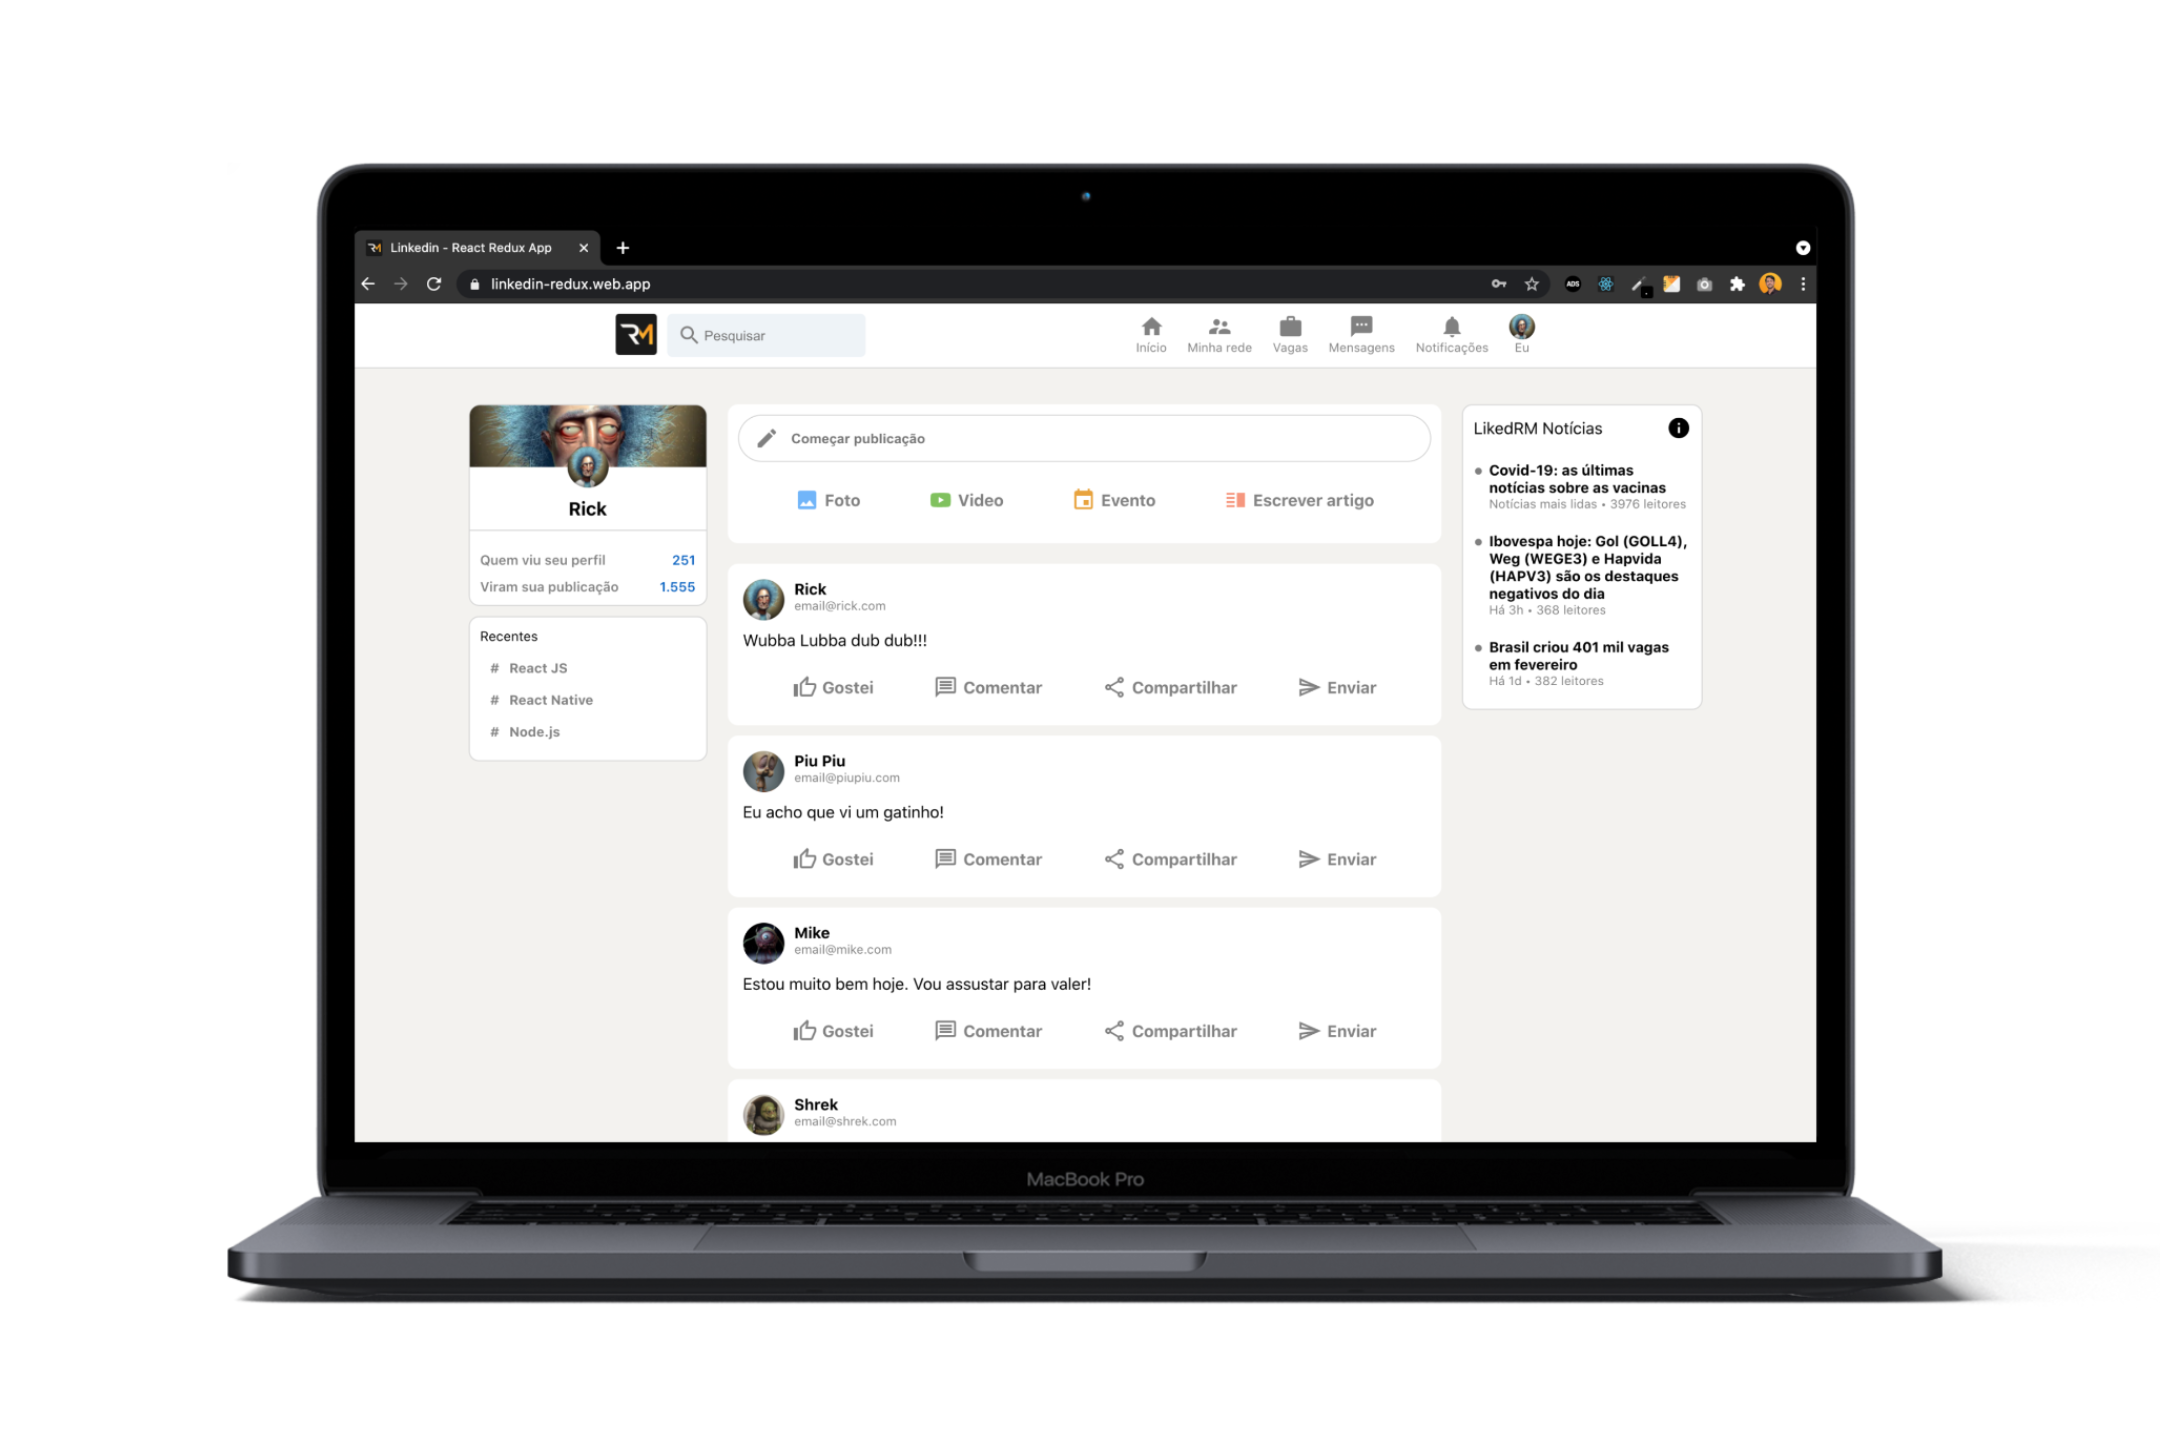 Linkedin - React Redux App
linkedin-redux.web.app
ADS
RM
Pesquisar
Início
Minha rede
Vagas
Mensagens
Notificações
Eu
Rick
Quem viu seu perfil 251
Viram sua publicação 1.555
Recentes
# React JS
# React Native
# Node.js
Começar publicação
Foto
Video
Evento
Escrever artigo
Rick
email@rick.com
Wubba Lubba dub dub!!!
Gostei
Comentar
Compartilhar
Enviar
Piu Piu
email@piupiu.com
Eu acho que vi um gatinho!
Gostei
Comentar
Compartilhar
Enviar
Mike
email@mike.com
Estou muito bem hoje. Vou assustar para valer!
Gostei
Comentar
Compartilhar
Enviar
Shrek
email@shrek.com
LikedRM Notícias
Covid-19: as últimas
notícias sobre as vacinas
Notícias mais lidas • 3976 leitores
Ibovespa hoje: Gol (GOLL4),
Weg (WEGE3) e Hapvida
(HAPV3) são os destaques
negativos do dia
Há 3h • 368 leitores
Brasil criou 401 mil vagas
em fevereiro
Há 1d • 382 leitores
MacBook Pro